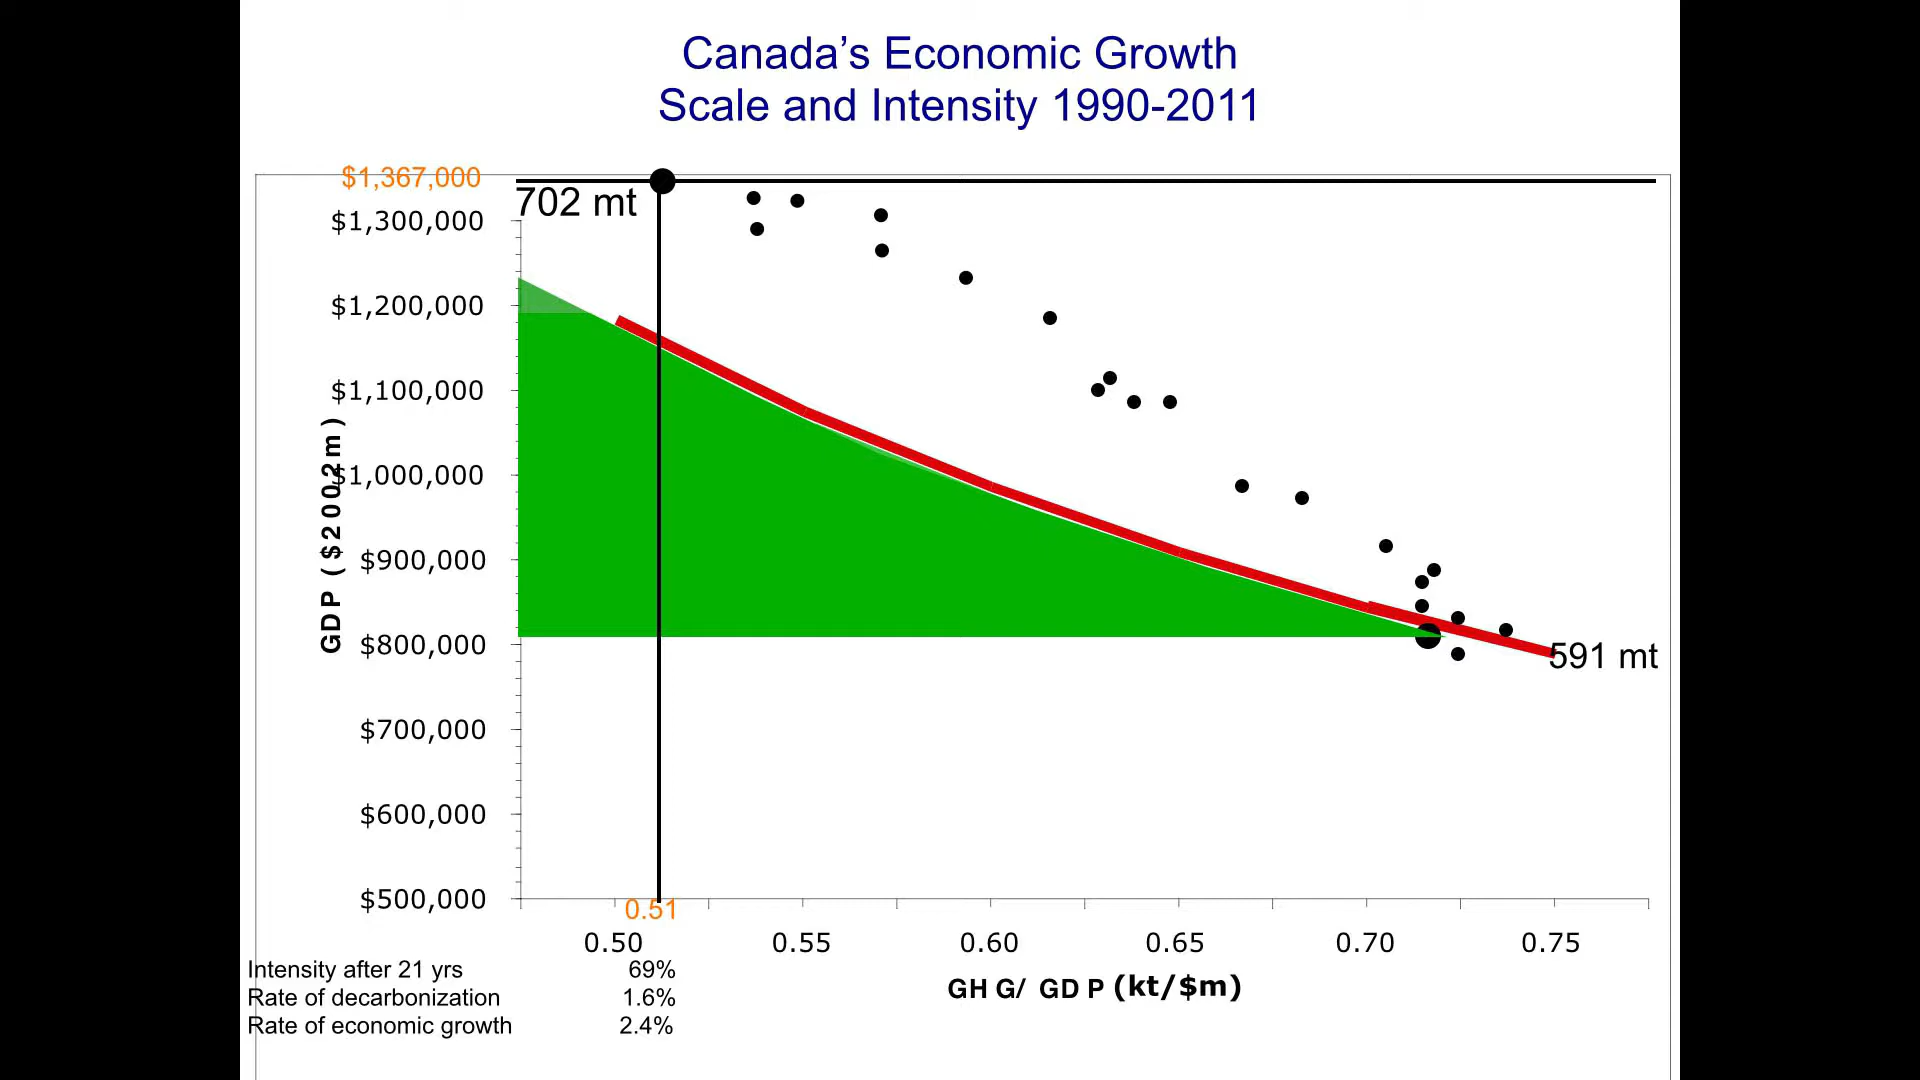 Canada’s Economic Growth
Scale and Intensity 1990-2011
$1,367,000
702 mt
$1,300,000
$1,200,000
$1,100,000
$1,000,000
$900,000
$800,000
$700,000
$600,000
$500,000
GDP ($2002m)
591 mt
0.51
0.50 0.55 0.60 0.65 0.70 0.75
GHG/GDP (kt/$m)
Intensity after 21 yrs 69%
Rate of decarbonization 1.6%
Rate of economic growth 2.4%